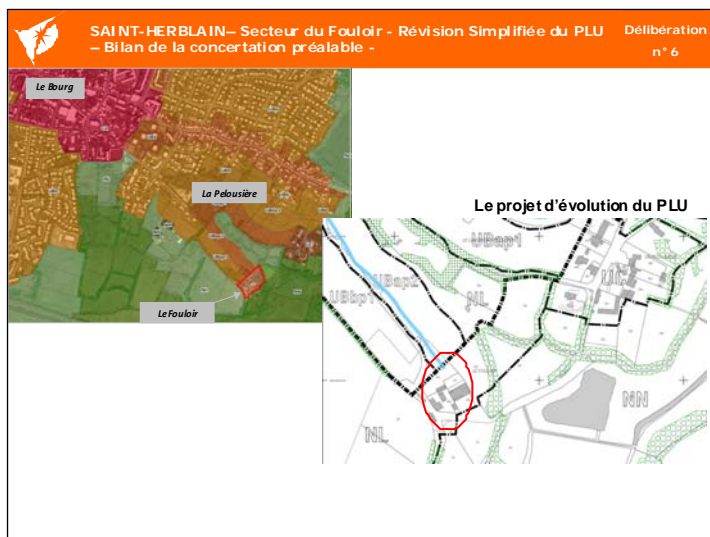 SAINT-HERBLAIN– Secteur du Fouloir - Révision Simplifiée du PLU
– Bilan de la concertation préalable -
Délibération
n° 6
Le Bourg
La Pelousière
Le Fouloir
Le projet d'évolution du PLU
UBap1
UBap2
UBbp1
NL
UC
NN
NL